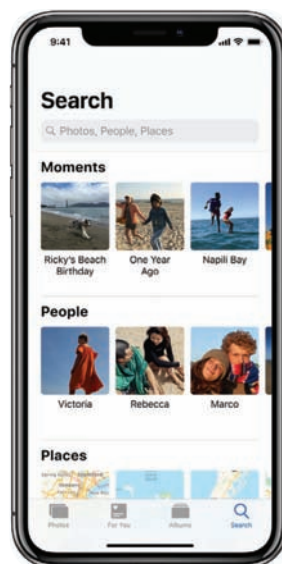 9:41
Search
Photos, People, Places
Moments
Ricky's Beach
Birthday
One Year
Ago
Napili Bay
People
Victoria
Rebecca
Marco
Places
Photos
For You
Albums
Search